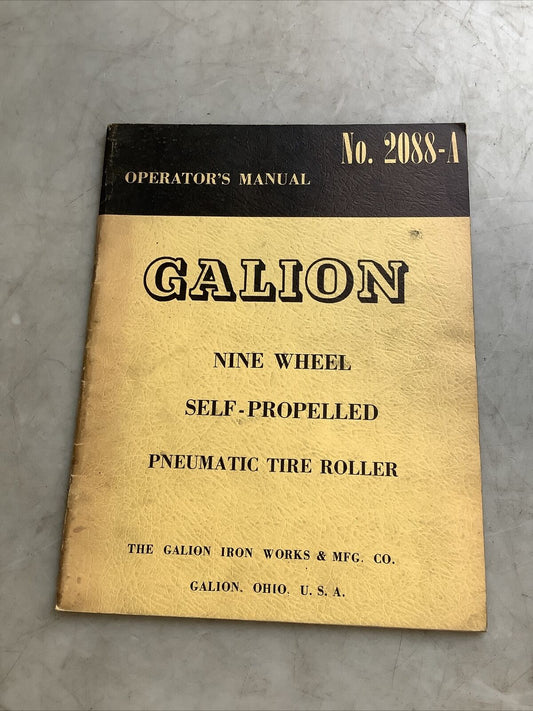 No. 2088-A
OPERATOR'S MANUAL
GALION
NINE WHEEL
SELF-PROPELLED
PNEUMATIC TIRE ROLLER
THE GALION IRON WORKS & MFG. CO.
GALION, OHIO, U. S. A.